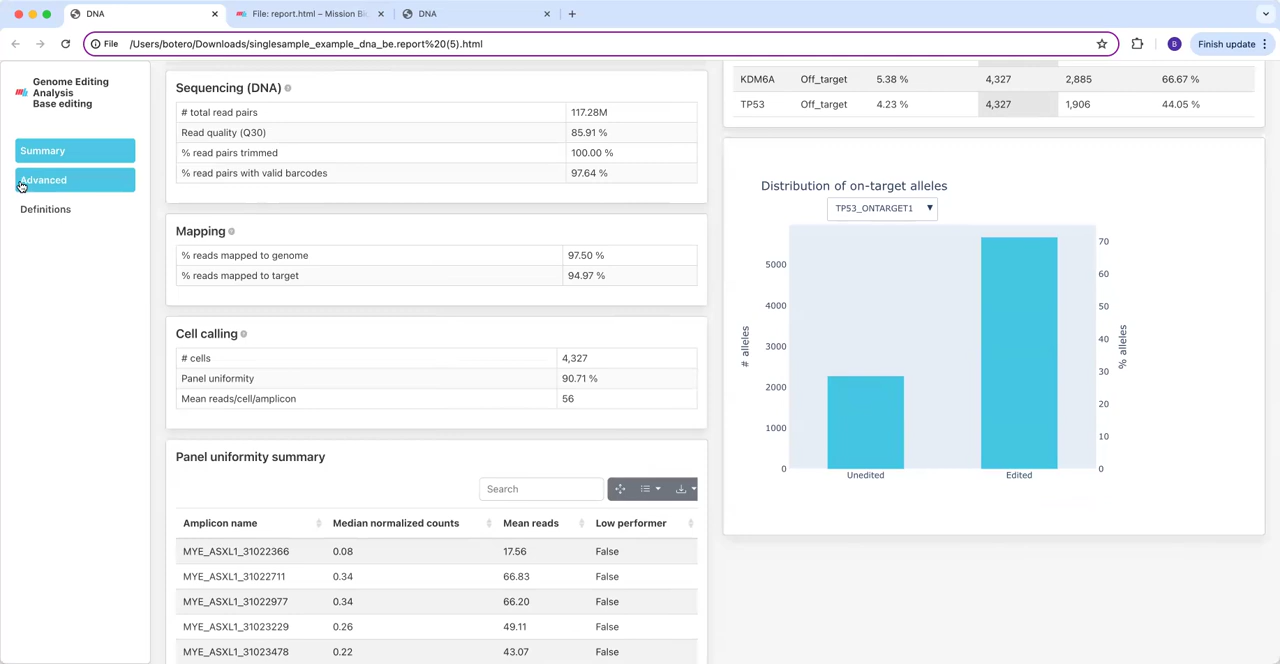 DNA
File: report.html – Mission Bi
DNA
File /Users/botero/Downloads/singlesample_example_dna_be.report%20(5).html
B
Finish update
Genome Editing
Analysis
Base editing
Summary
Advanced
Definitions
Sequencing (DNA)
# total read pairs 117.28M
Read quality (Q30) 85.91 %
% read pairs trimmed 100.00 %
% read pairs with valid barcodes 97.64 %
Mapping
% reads mapped to genome 97.50 %
% reads mapped to target 94.97 %
Cell calling
# cells 4,327
Panel uniformity 90.71 %
Mean reads/cell/amplicon 56
Panel uniformity summary
Search
Amplicon name Median normalized counts Mean reads Low performer
MYE_ASXL1_31022366 0.08 17.56 False
MYE_ASXL1_31022711 0.34 66.83 False
MYE_ASXL1_31022977 0.34 66.20 False
MYE_ASXL1_31023229 0.26 49.11 False
MYE_ASXL1_31023478 0.22 43.07 False
KDM6A Off_target 5.38 % 4,327 2,885 66.67 %
TP53 Off_target 4.23 % 4,327 1,906 44.05 %
Distribution of on-target alleles
TP53_ONTARGET1
# alleles
5000
4000
3000
2000
1000
0
70
60
50
40
30
20
10
0
% alleles
Unedited Edited